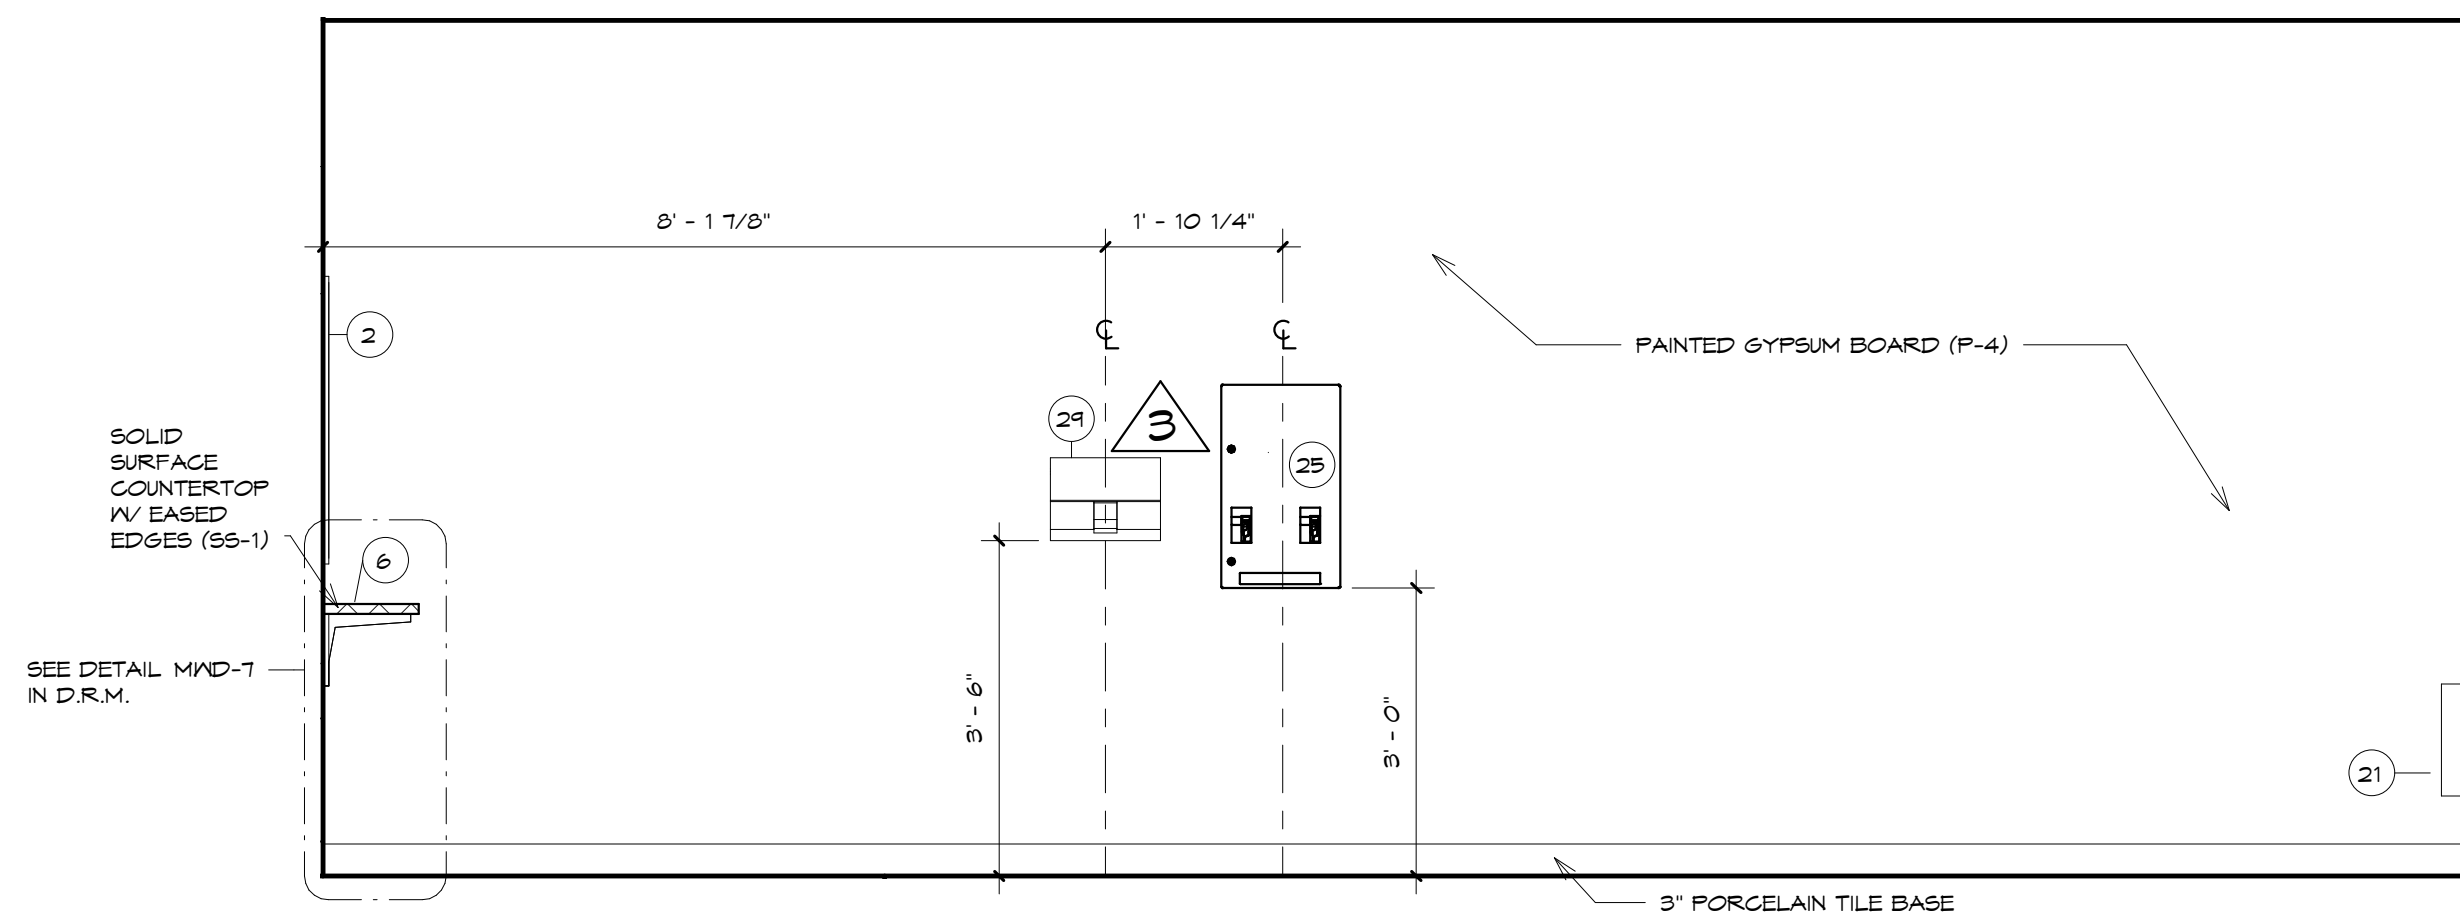 8' - 1 7/8"
1' - 10 1/4"
2
℄
℄
PAINTED GYPSUM BOARD (P-4)
29
3
25
SOLID
SURFACE
COUNTERTOP
W/ EASED
EDGES (SS-1)
6
SEE DETAIL MWD-7
IN D.R.M.
3' - 6"
3' - 0"
21
3" PORCELAIN TILE BASE